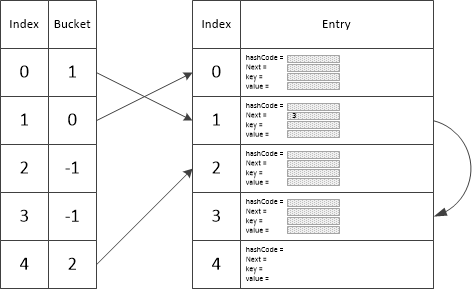 Index Bucket
0 1
1 0
2 -1
3 -1
4 2
Index Entry
0
hashCode =
Next =
key =
value =
1
hashCode =
Next = 3
key =
value =
2
hashCode =
Next =
key =
value =
3
hashCode =
Next =
key =
value =
4
hashCode =
Next =
key =
value =